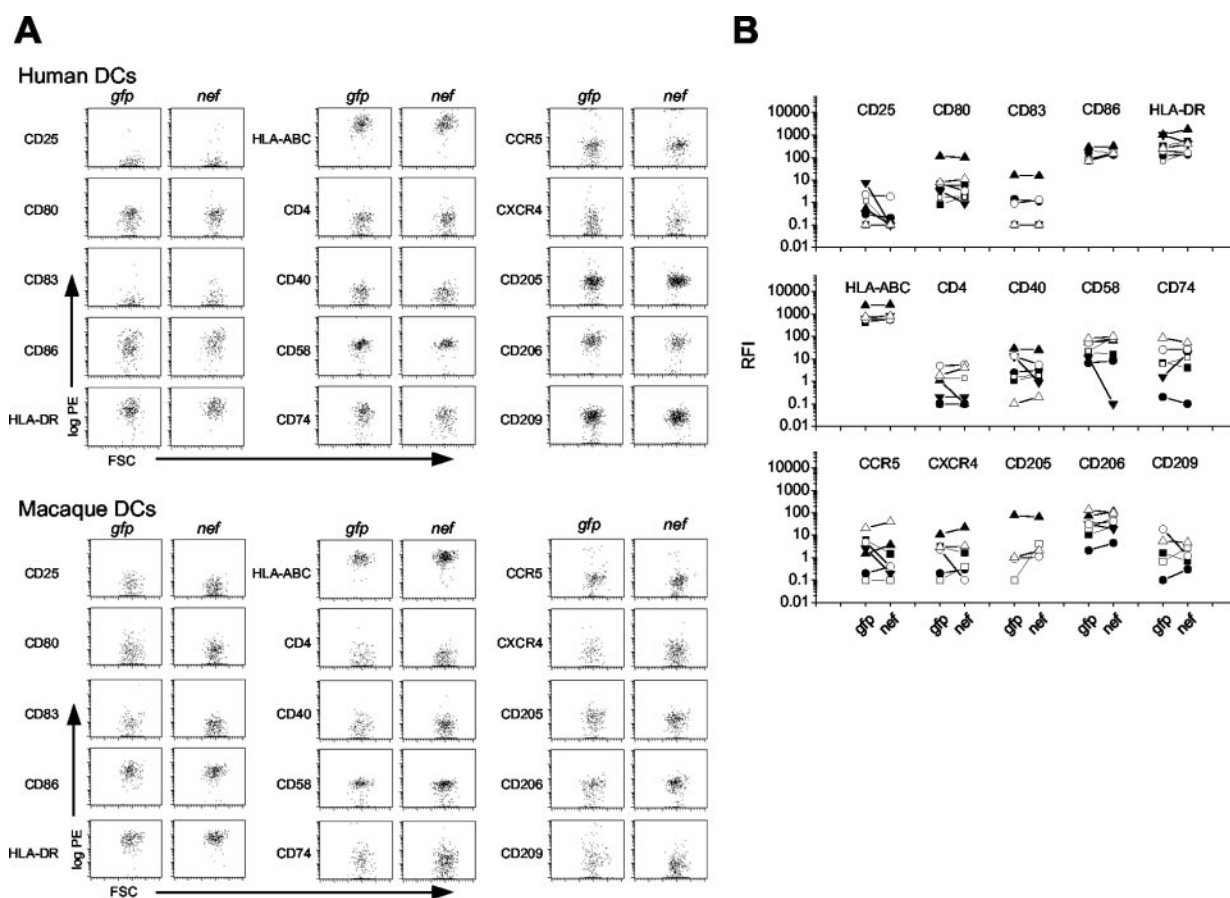 A
Human DCs
gfp nef gfp nef gfp nef
CD25 HLA-ABC CCR5
CD80 CD4 CXCR4
CD83 CD40 CD205
CD86 CD58 CD206
HLA-DR CD74 CD209
log PE
FSC
Macaque DCs
gfp nef gfp nef gfp nef
CD25 HLA-ABC CCR5
CD80 CD4 CXCR4
CD83 CD40 CD205
CD86 CD58 CD206
HLA-DR CD74 CD209
log PE
FSC
B
CD25 CD80 CD83 CD86 HLA-DR
10000
1000
100
10
1
0.1
0.01
HLA-ABC CD4 CD40 CD58 CD74
10000
1000
100
10
1
0.1
0.01
RFI
CCR5 CXCR4 CD205 CD206 CD209
10000
1000
100
10
1
0.1
0.01
gfp nef gfp nef gfp nef gfp nef gfp nef